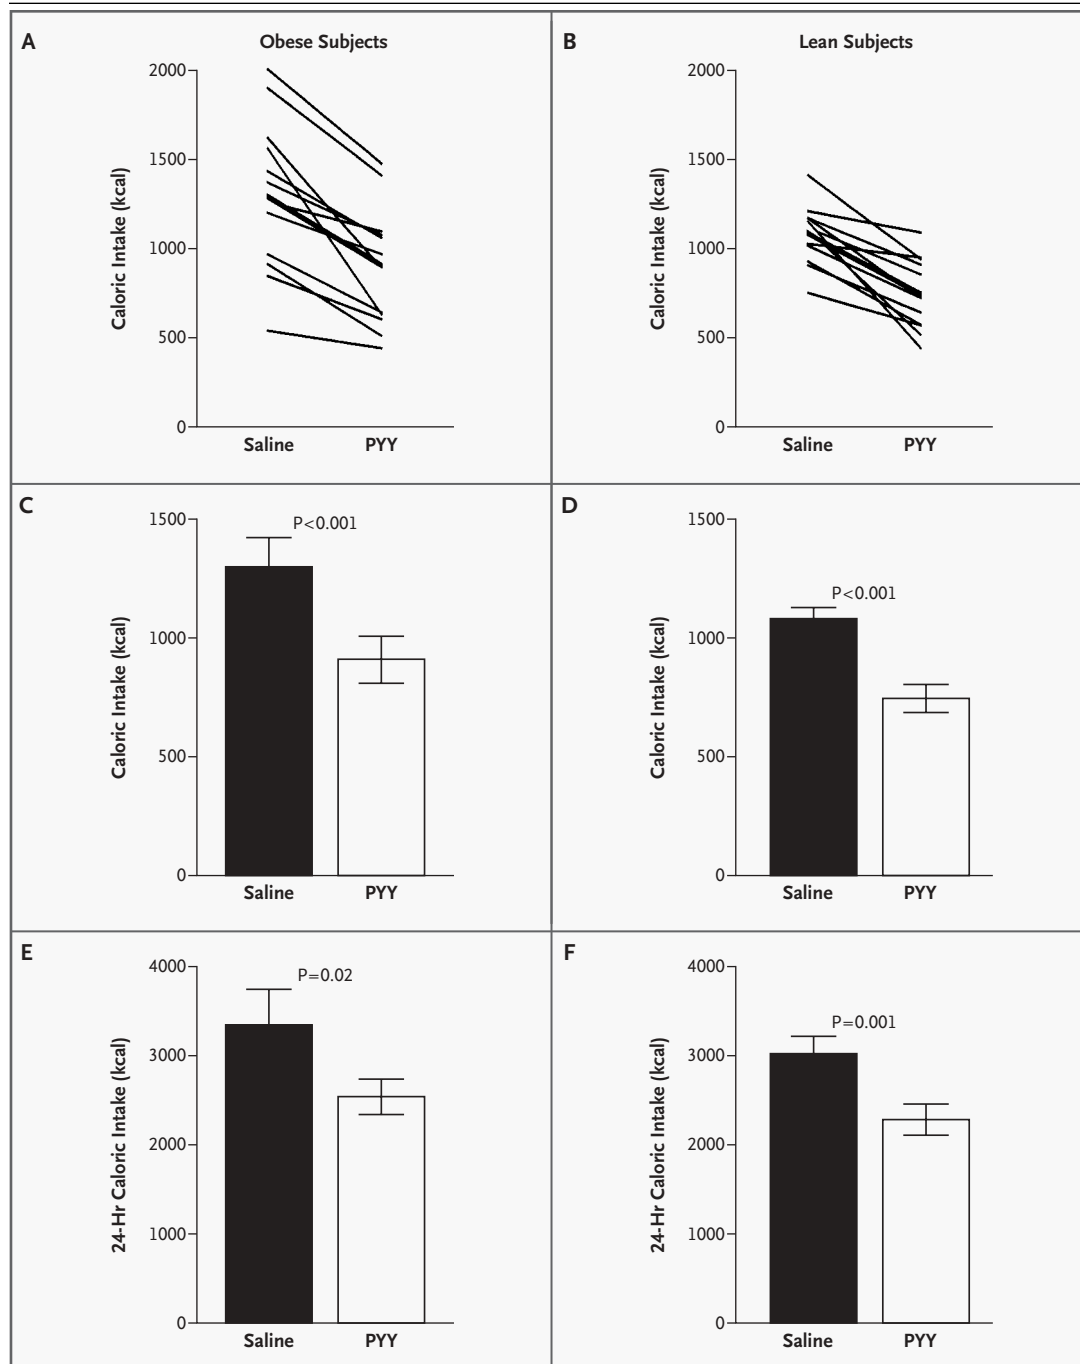 A
Obese Subjects
2000
1500
1000
500
0
Caloric Intake (kcal)
Saline
PYY
B
Lean Subjects
2000
1500
1000
500
0
Caloric Intake (kcal)
Saline
PYY
C
1500
1000
500
0
Caloric Intake (kcal)
P<0.001
Saline
PYY
D
1500
1000
500
0
Caloric Intake (kcal)
P<0.001
Saline
PYY
E
4000
3000
2000
1000
0
24-Hr Caloric Intake (kcal)
P=0.02
Saline
PYY
F
4000
3000
2000
1000
0
24-Hr Caloric Intake (kcal)
P=0.001
Saline
PYY